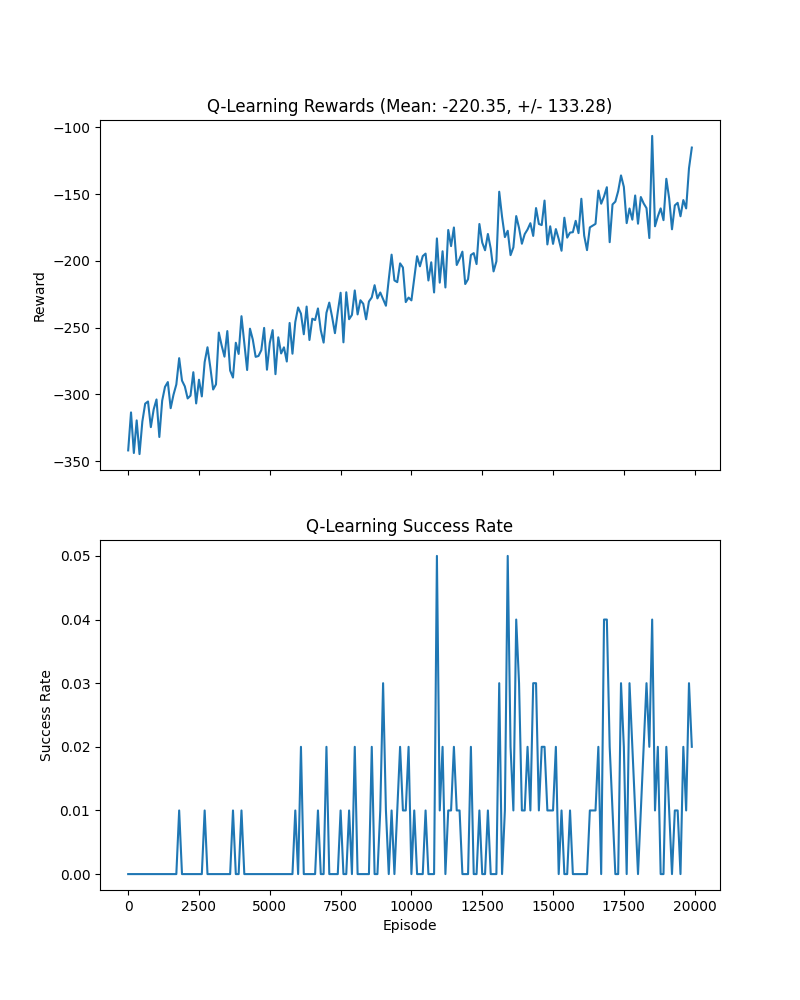 Q-Learning Rewards (Mean: -220.35, +/- 133.28)
−100
−150
−200
−250
−300
−350
Reward
Q-Learning Success Rate
0.05
0.04
0.03
0.02
0.01
0.00
Success Rate
0 2500 5000 7500 10000 12500 15000 17500 20000
Episode